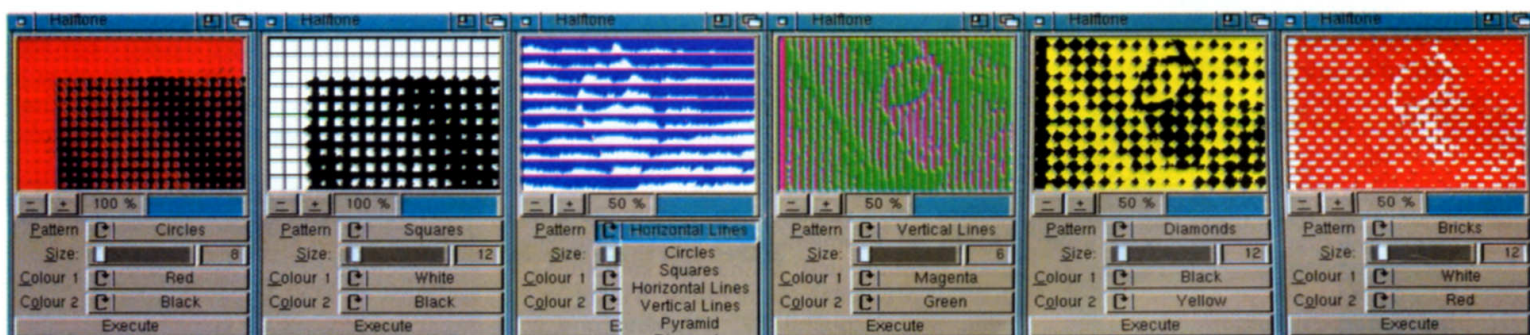 Halftone
100 %
Pattern Circles
Size: 8
Colour 1 Red
Colour 2 Black
Execute
Halftone
100 %
Pattern Squares
Size: 12
Colour 1 White
Colour 2 Black
Execute
Halftone
50 %
Pattern Horizontal Lines
Size: Circles
Squares
Colour 1 Horizontal Lines
Colour 2 Vertical Lines
E Pyramid
Halftone
50 %
Pattern Vertical Lines
Size: 6
Colour 1 Magenta
Colour 2 Green
Execute
Halftone
50 %
Pattern Diamonds
Size: 12
Colour 1 Black
Colour 2 Yellow
Execute
Halftone
50 %
Pattern Bricks
Size: 12
Colour 1 White
Colour 2 Red
Execute